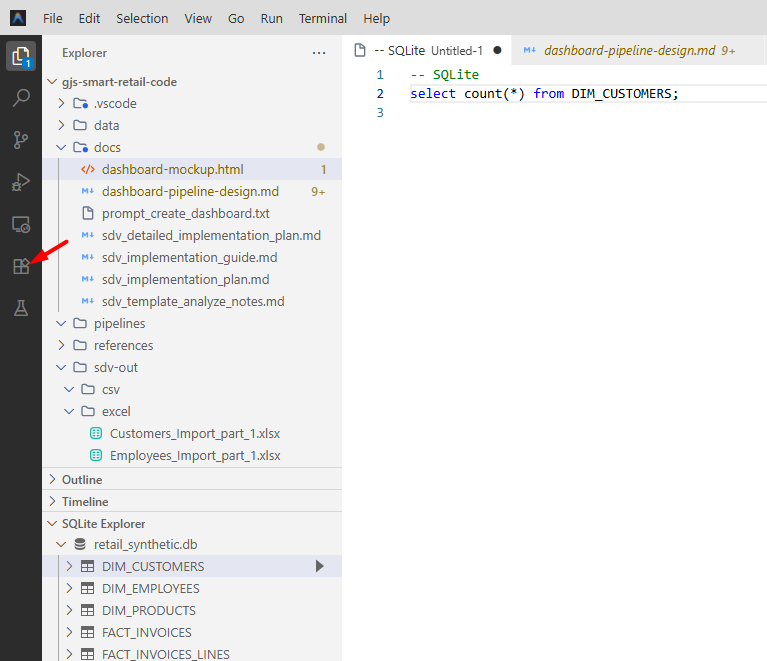 File Edit Selection View Go Run Terminal Help
1
Explorer ...
gjs-smart-retail-code
.vscode
data
docs
dashboard-mockup.html 1
dashboard-pipeline-design.md 9+
prompt_create_dashboard.txt
sdv_detailed_implementation_plan.md
sdv_implementation_guide.md
sdv_implementation_plan.md
sdv_template_analyze_notes.md
pipelines
references
sdv-out
csv
excel
Customers_Import_part_1.xlsx
Employees_Import_part_1.xlsx
Outline
Timeline
SQLite Explorer
retail_synthetic.db
DIM_CUSTOMERS
DIM_EMPLOYEES
DIM_PRODUCTS
FACT_INVOICES
FACT_INVOICES_LINES
-- SQLite Untitled-1 ● dashboard-pipeline-design.md 9+
1 -- SQLite
2 select count(*) from DIM_CUSTOMERS;
3